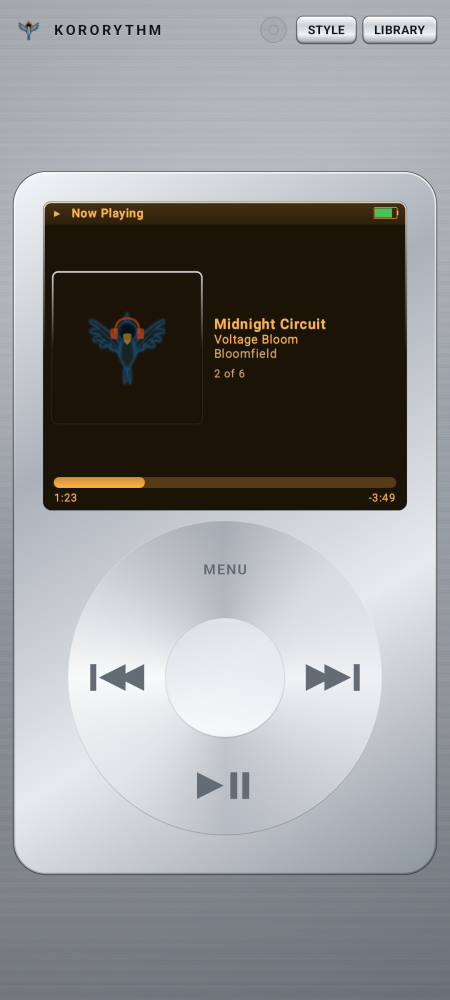 KORORYTHM
STYLE
LIBRARY
Now Playing
Midnight Circuit
Voltage Bloom
Bloomfield
2 of 6
1:23
-3:49
MENU